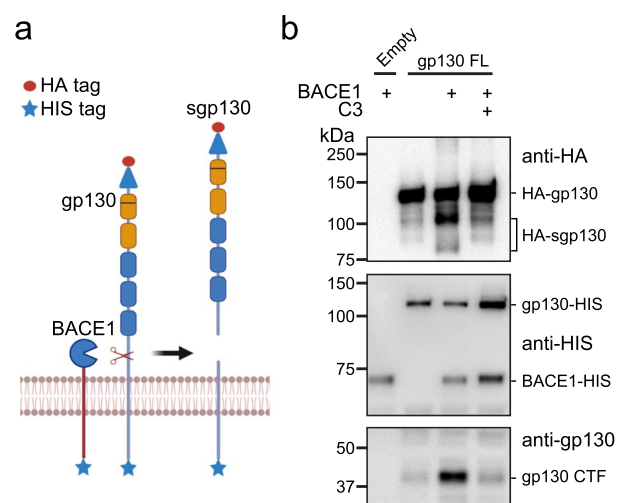 a
HA tag
HIS tag
sgp130
gp130
BACE1
b
Empty
gp130 FL
BACE1 + + +
C3 +
kDa
250
150
100
75
anti-HA
HA-gp130
HA-sgp130
150
100
75
gp130-HIS
anti-HIS
BACE1-HIS
50
37
anti-gp130
gp130 CTF